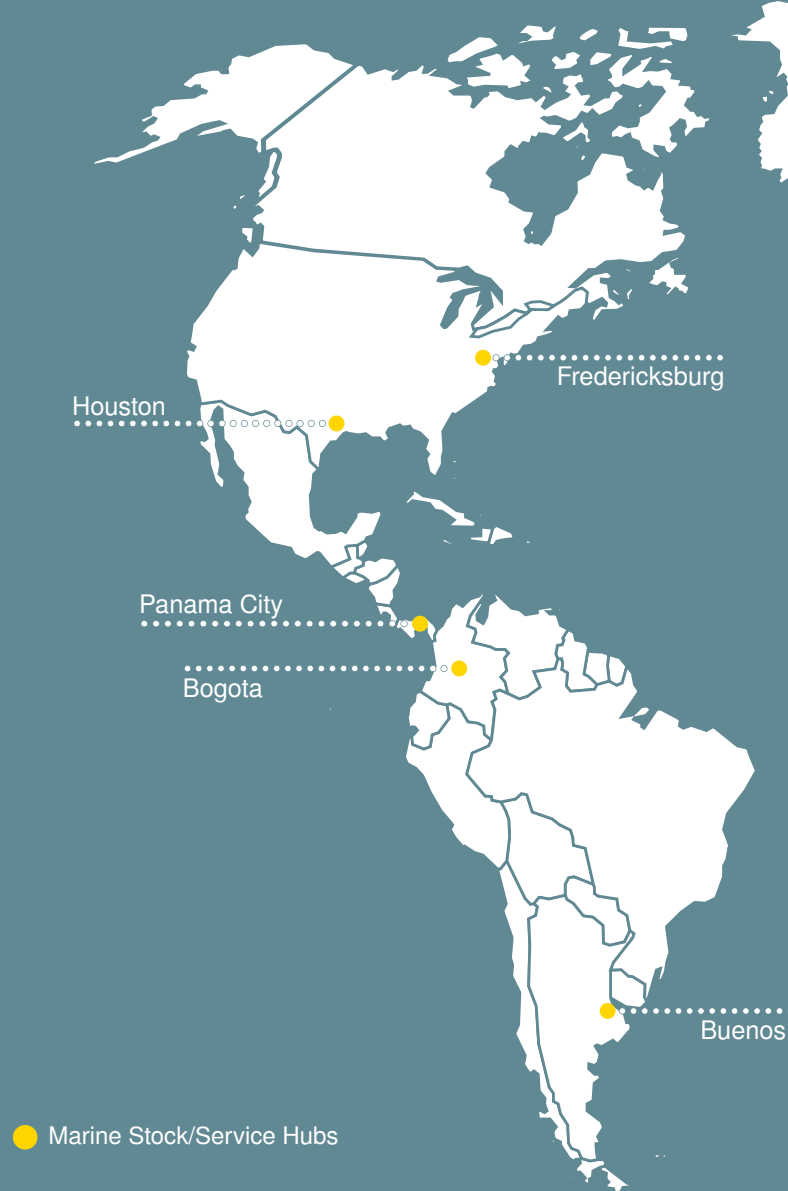 Fredericksburg
Houston
Panama City
Bogota
Buenos
Marine Stock/Service Hubs